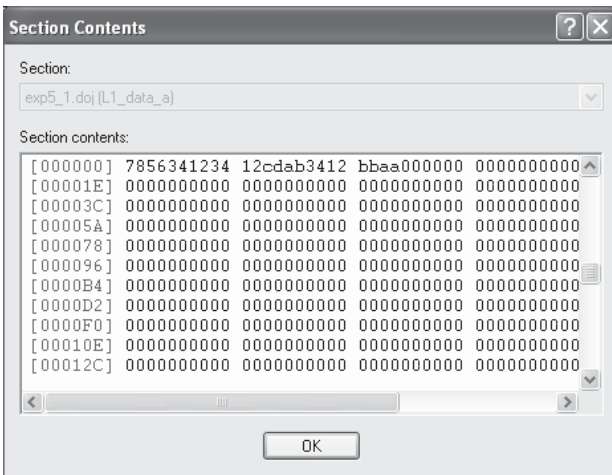 Section Contents
Section:
exp5_1.doj (L1_data_a)
Section contents:
[000000] 7856341234 12cdab3412 bbaa000000 0000000000
[00001E] 0000000000 0000000000 0000000000 0000000000
[00003C] 0000000000 0000000000 0000000000 0000000000
[00005A] 0000000000 0000000000 0000000000 0000000000
[000078] 0000000000 0000000000 0000000000 0000000000
[000096] 0000000000 0000000000 0000000000 0000000000
[0000B4] 0000000000 0000000000 0000000000 0000000000
[0000D2] 0000000000 0000000000 0000000000 0000000000
[0000F0] 0000000000 0000000000 0000000000 0000000000
[00010E] 0000000000 0000000000 0000000000 0000000000
[00012C] 0000000000 0000000000 0000000000 0000000000
OK